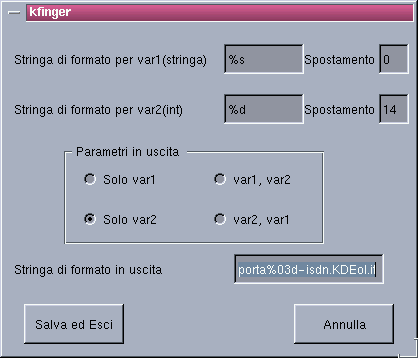 kfinger
Stringa di formato per var1(stringa) %s Spostamento 0
Stringa di formato per var2(int) %d Spostamento 14
Parametri in uscita
Solo var1 var1, var2
Solo var2 var2, var1
Stringa di formato in uscita porta%03d-isdn.KDEol.it
Salva ed Esci Annulla